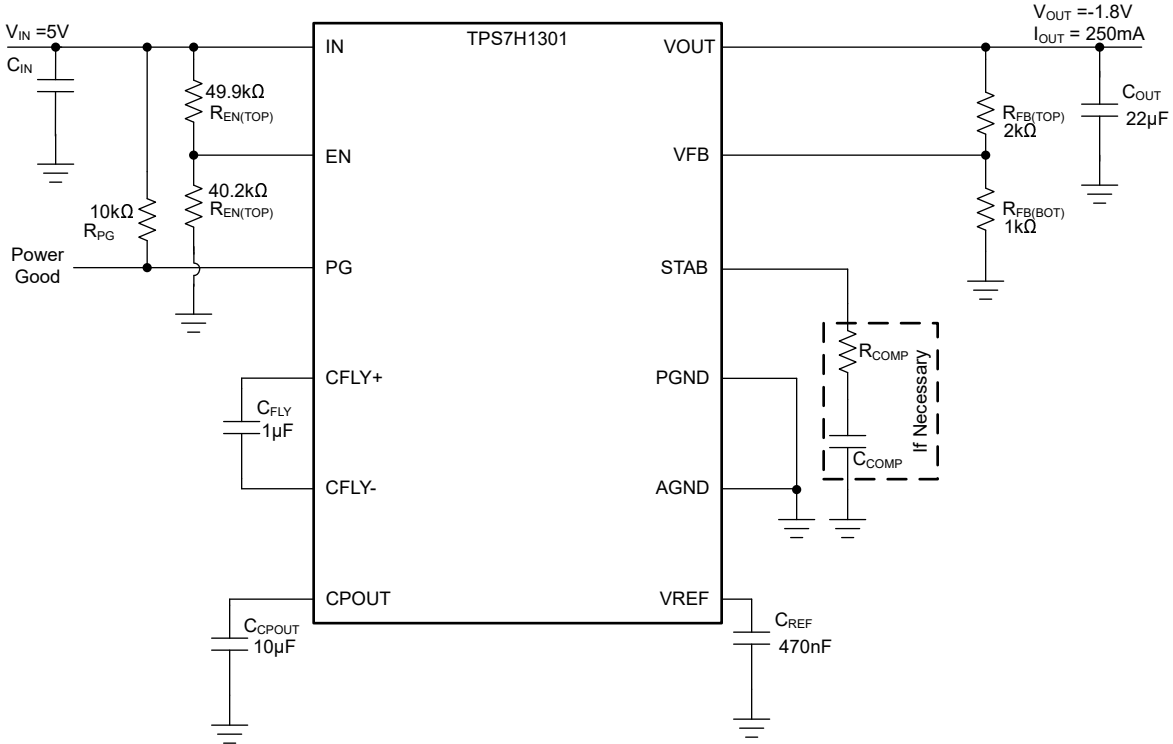 V_IN =5V
C_IN
49.9kΩ
R_EN(TOP)
40.2kΩ
R_EN(TOP)
10kΩ
R_PG
Power
Good
C_FLY
1µF
C_CPOUT
10µF
TPS7H1301
IN
EN
PG
CFLY+
CFLY-
CPOUT
VOUT
VFB
STAB
PGND
AGND
VREF
V_OUT =-1.8V
I_OUT = 250mA
R_FB(TOP)
2kΩ
C_OUT
22µF
R_FB(BOT)
1kΩ
R_COMP
C_COMP
If Necessary
C_REF
470nF